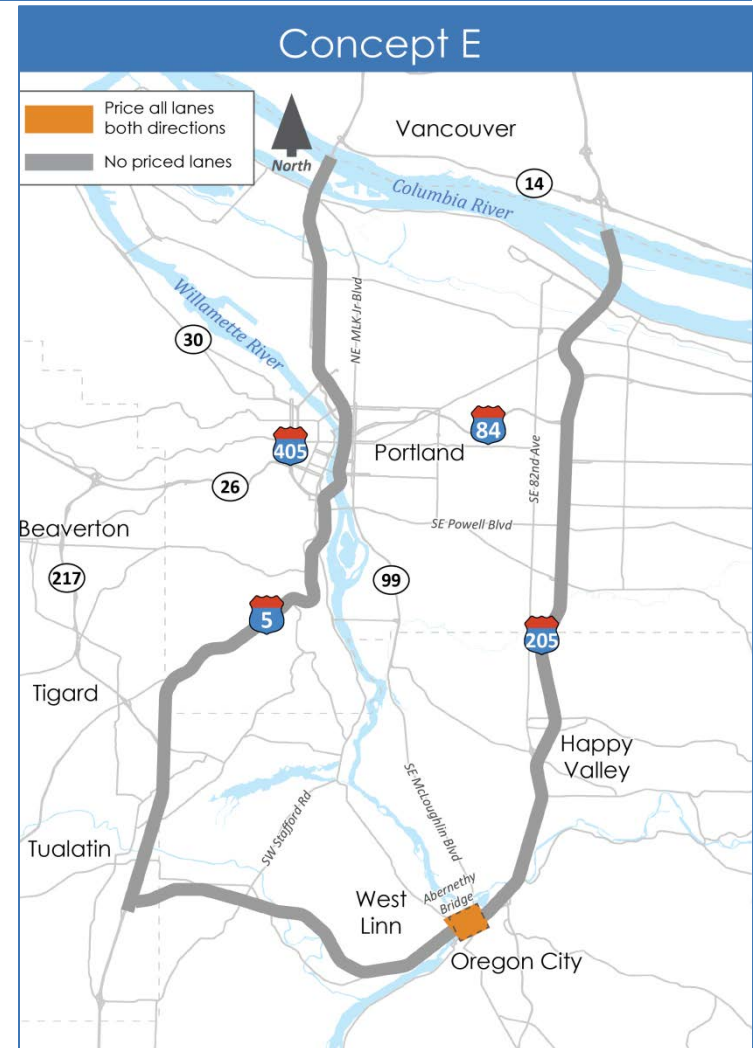 Concept E
Price all lanes
both directions
No priced lanes
North
Vancouver
14
Columbia River
Willamette River
NE MLK Jr Blvd
30
405
Portland
84
26
SE 82nd Ave
SE Powell Blvd
Beaverton
217
99
5
205
Tigard
Happy
Valley
SW Stafford Rd
SE McLoughlin Blvd
Tualatin
West
Linn
Abernethy
Bridge
Oregon City